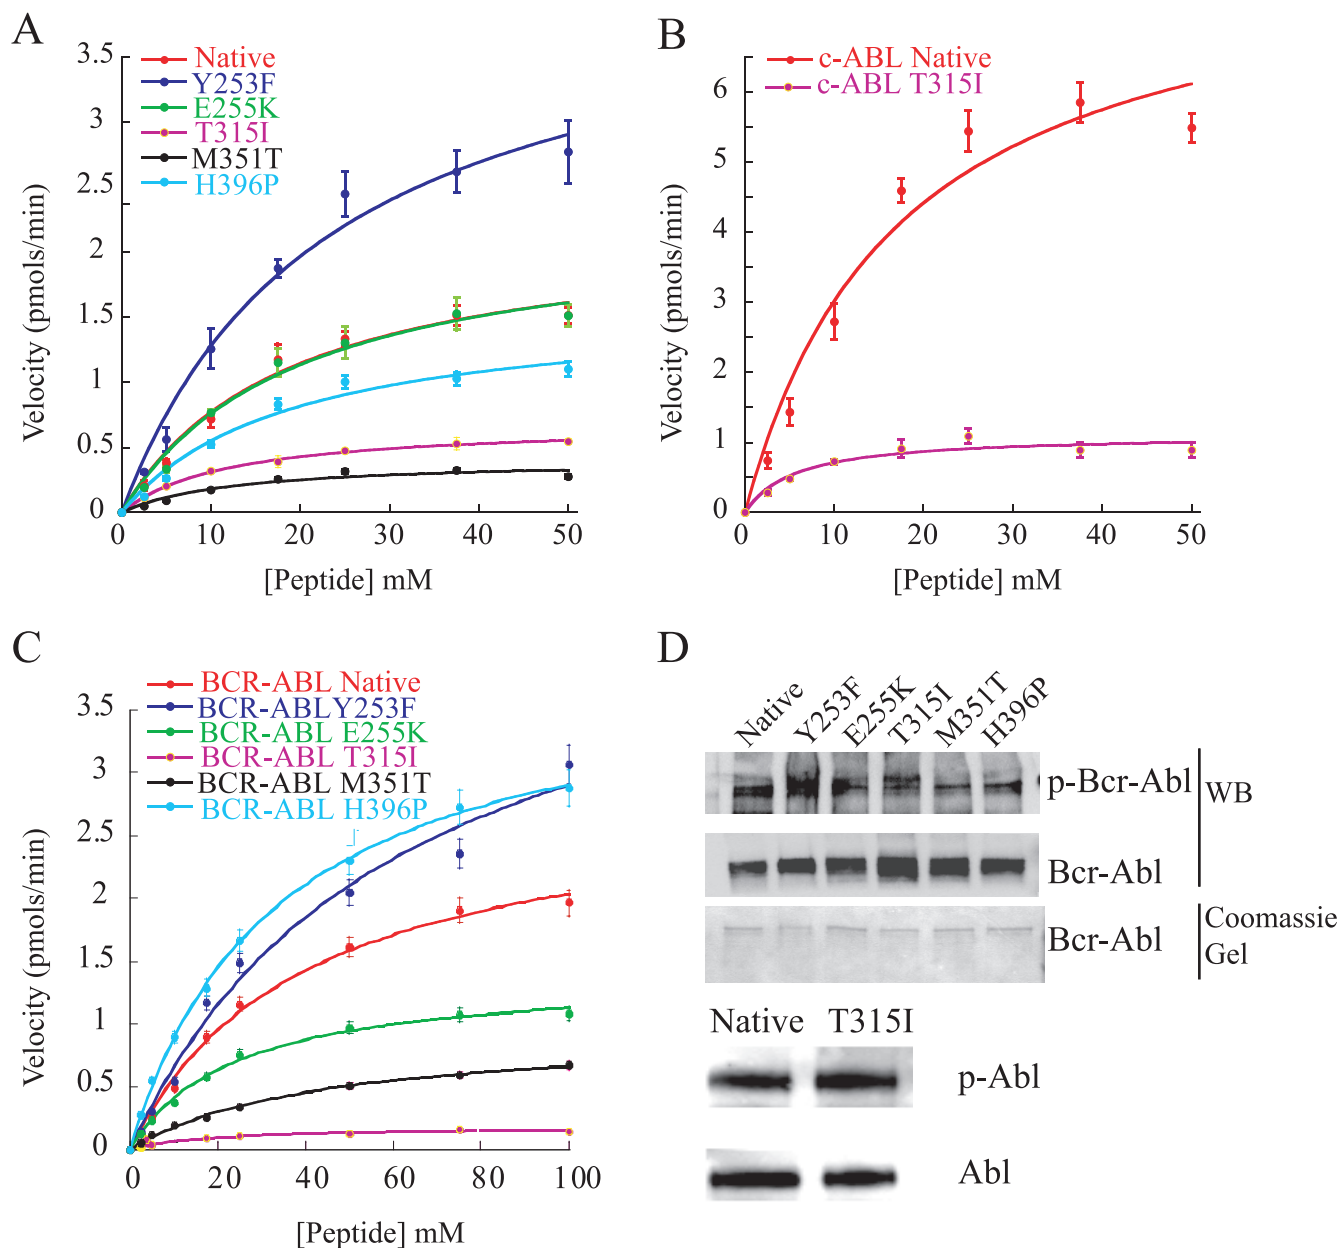 A
3.5
3
2.5
2
1.5
1
0.5
0
Native
Y253F
E255K
T315I
M351T
H396P
Velocity (pmols/min)
0 10 20 30 40 50
[Peptide] mM
B
6
5
4
3
2
1
0
c-ABL Native
c-ABL T315I
Velocity (pmols/min)
0 10 20 30 40 50
[Peptide] mM
C
3.5
3
2.5
2
1.5
1
0.5
0
BCR-ABL Native
BCR-ABLY253F
BCR-ABL E255K
BCR-ABL T315I
BCR-ABL M351T
BCR-ABL H396P
Velocity (pmols/min)
0 20 40 60 80 100
[Peptide] mM
D
Native Y253F E255K T315I M351T H396P
p-Bcr-Abl
WB
Bcr-Abl
Bcr-Abl
Coomassie
Gel
Native T315I
p-Abl
Abl